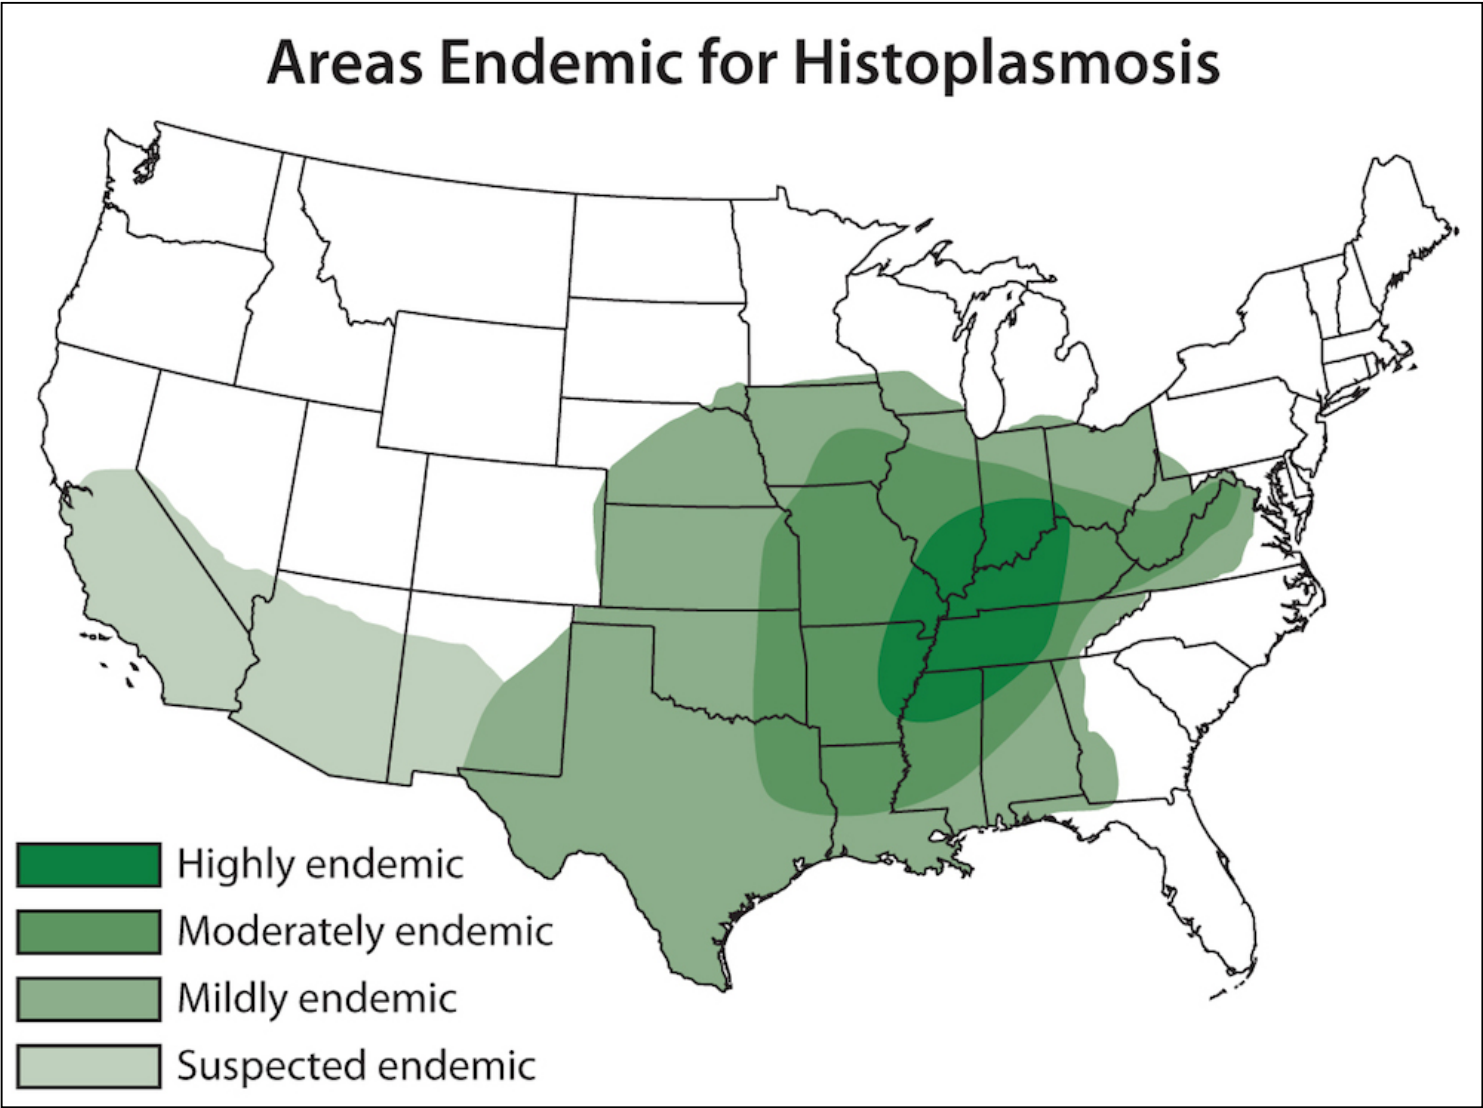 Areas Endemic for Histoplasmosis
Highly endemic
Moderately endemic
Mildly endemic
Suspected endemic